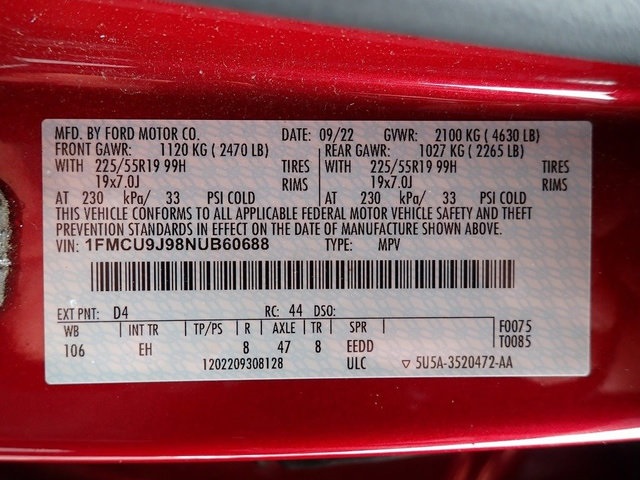 MFD. BY FORD MOTOR CO. DATE: 09/22 GVWR: 2100 KG ( 4630 LB)
FRONT GAWR: 1120 KG ( 2470 LB) REAR GAWR: 1027 KG ( 2265 LB)
WITH 225/55R19 99H TIRES WITH 225/55R19 99H TIRES
19x7.0J RIMS 19x7.0J RIMS
AT 230 kPa/ 33 PSI COLD AT 230 kPa/ 33 PSI COLD
THIS VEHICLE CONFORMS TO ALL APPLICABLE FEDERAL MOTOR VEHICLE SAFETY AND THEFT
PREVENTION STANDARDS IN EFFECT ON THE DATE OF MANUFACTURE SHOWN ABOVE.
VIN: 1FMCU9J98NUB60688 TYPE: MPV
EXT PNT: D4 RC: 44 DSO:
WB INT TR TP/PS R AXLE TR SPR F0075
106 EH 8 47 8 EEDD T0085
1202209308128 ULC ▽ 5U5A-3520472-AA